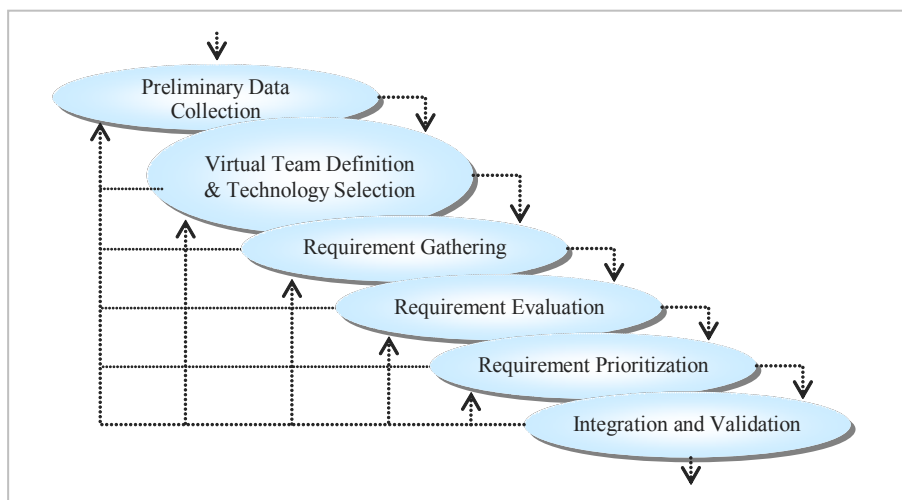 Preliminary Data
Collection
Virtual Team Definition
& Technology Selection
Requirement Gathering
Requirement Evaluation
Requirement Prioritization
Integration and Validation